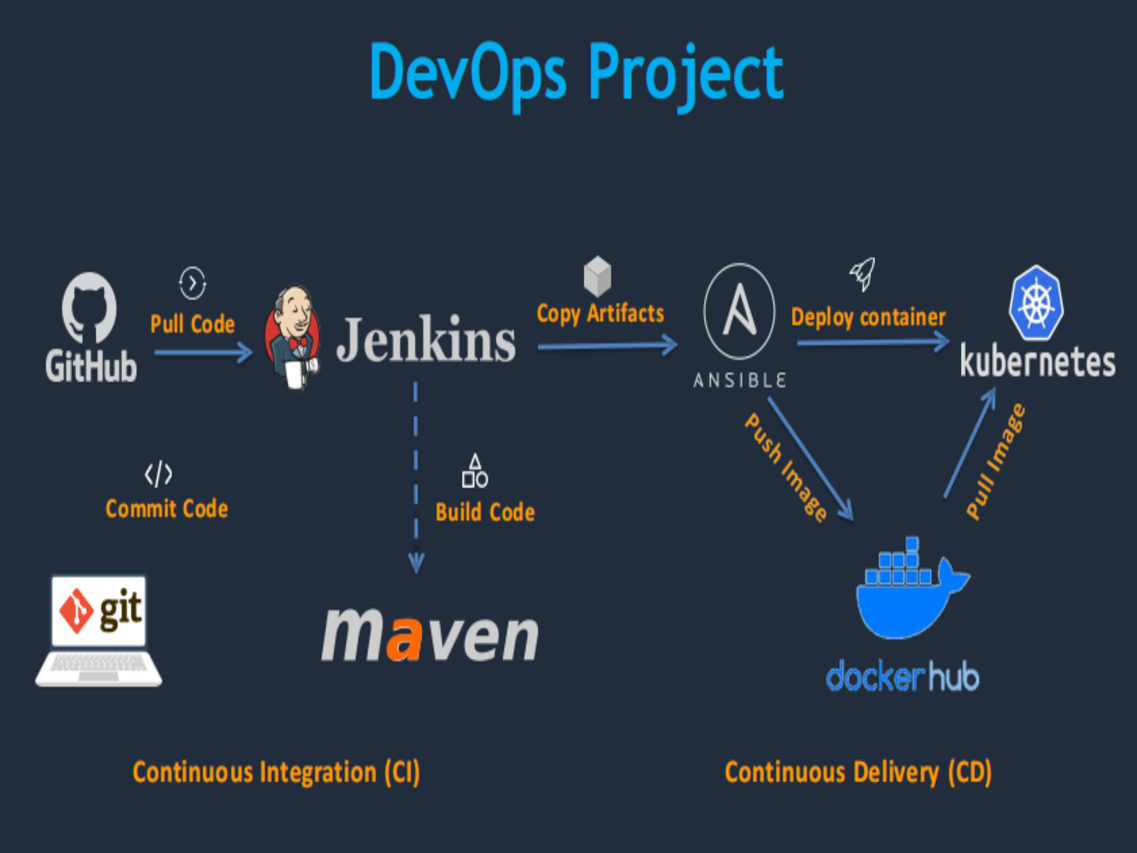 DevOps Project
GitHub
Pull Code
Jenkins
Copy Artifacts
ANSIBLE
Deploy container
kubernetes
Commit Code
Build Code
Push Image
Pull Image
git
maven
dockerhub
Continuous Integration (CI)
Continuous Delivery (CD)